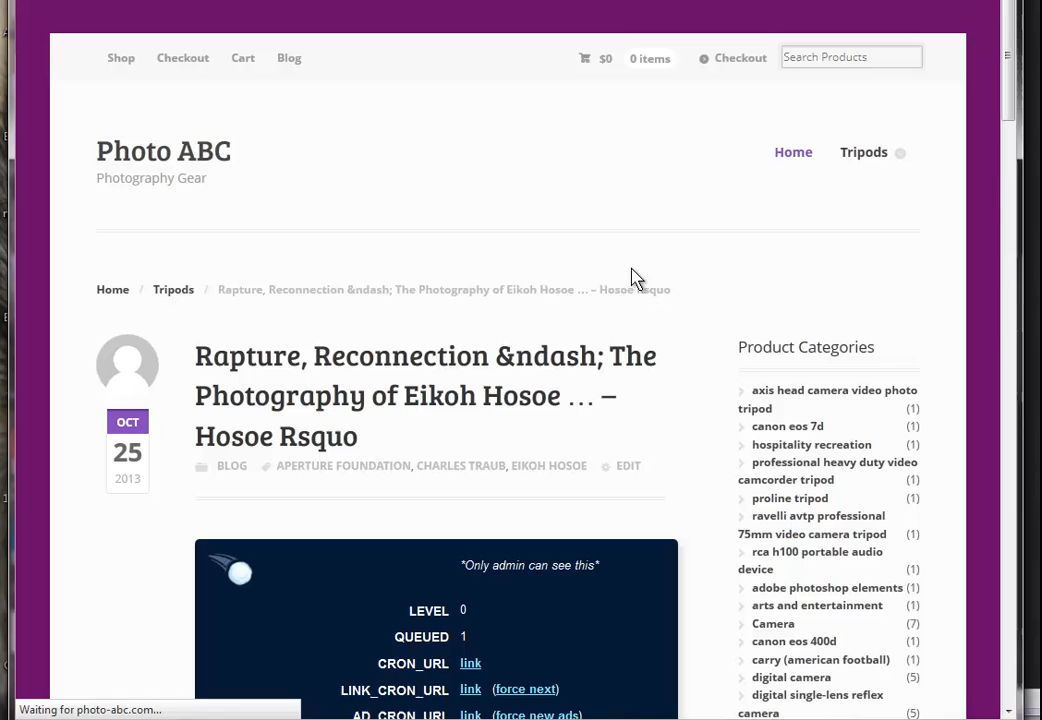 Shop Checkout Cart Blog $0 0 items Checkout Search Products
Photo ABC
Photography Gear
Home Tripods
Home / Tripods / Rapture, Reconnection &ndash; The Photography of Eikoh Hosoe ... – Hosoe Rsquo
OCT
25
2013
Rapture, Reconnection &ndash; The
Photography of Eikoh Hosoe … –
Hosoe Rsquo
BLOG APERTURE FOUNDATION, CHARLES TRAUB, EIKOH HOSOE EDIT
*Only admin can see this*
LEVEL 0
QUEUED 1
CRON_URL link
LINK_CRON_URL link (force next)
AD_CRON_URL link (force new ads)
Product Categories
axis head camera video photo
tripod (1)
canon eos 7d (1)
hospitality recreation (1)
professional heavy duty video
camcorder tripod (1)
proline tripod (1)
ravelli avtp professional
75mm video camera tripod (1)
rca h100 portable audio
device (1)
adobe photoshop elements (1)
arts and entertainment (1)
Camera (7)
canon eos 400d (1)
carry (american football) (1)
digital camera (5)
digital single-lens reflex
camera (5)
Waiting for photo-abc.com...